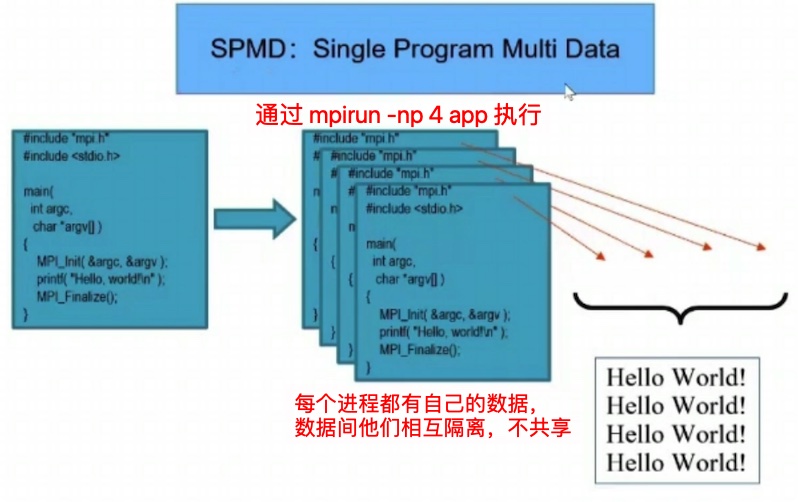 SPMD：Single Program Multi Data
通过 mpirun -np 4 app 执行
#include "mpi.h"
#include <stdio.h>
main(
int argc,
char *argv[] )
{
MPI_Init( &argc, &argv );
printf( "Hello, world!\n" );
MPI_Finalize();
}
#include "mpi.h"
#
n
{
}
#include "mpi.h"
#
n
{
}
#include "mpi.h"
#
n
{
}
#include "mpi.h"
#include <stdio.h>
main(
int argc,
char *argv[] )
{
MPI_Init( &argc, &argv );
printf( "Hello, world!\n" );
MPI_Finalize();
}
每个进程都有自己的数据，
数据间他们相互隔离，不共享
Hello World!
Hello World!
Hello World!
Hello World!